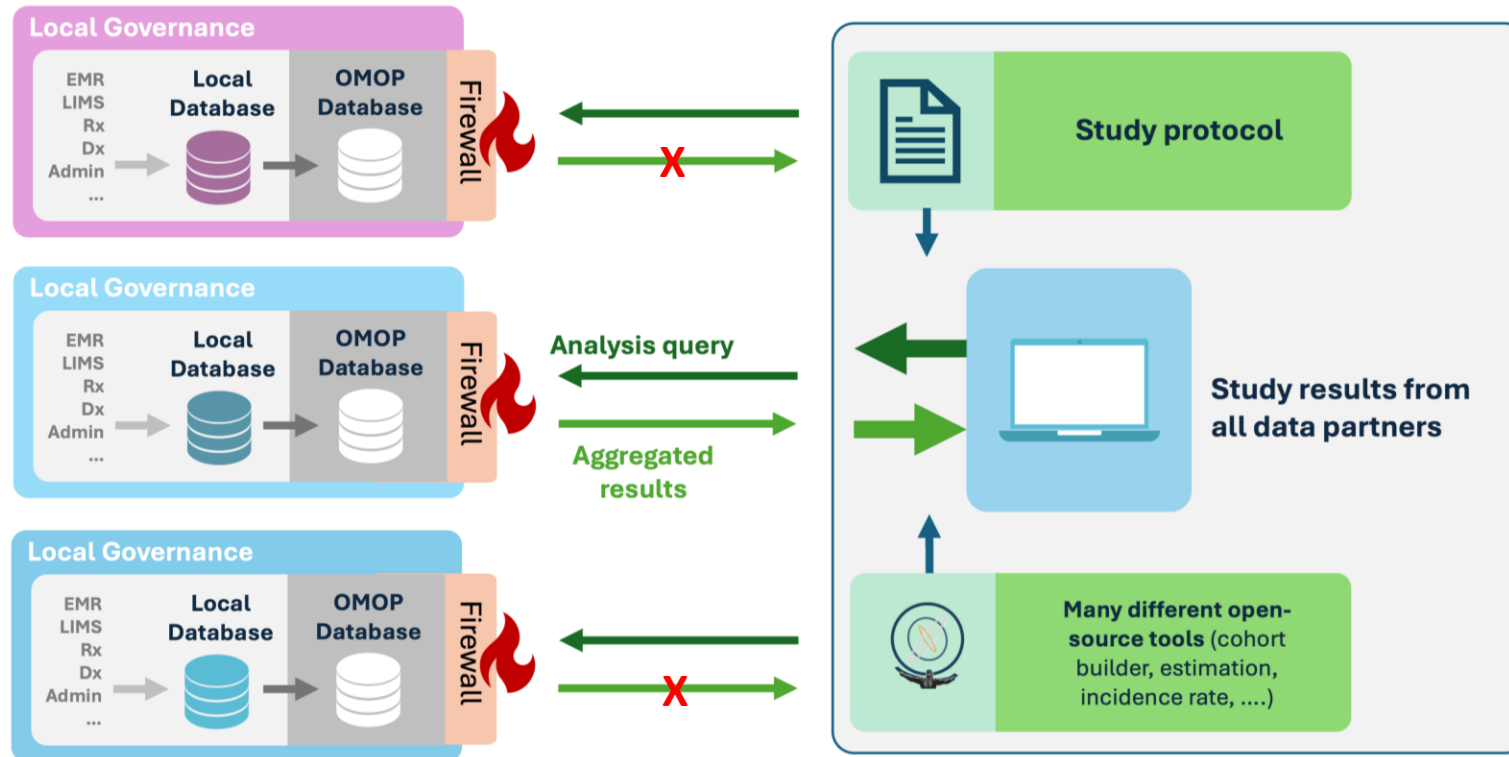 Local Governance
EMR
LIMS
Rx
Dx
Admin
...
Local
Database
OMOP
Database
Firewall
X
Study protocol
Local Governance
EMR
LIMS
Rx
Dx
Admin
...
Local
Database
OMOP
Database
Firewall
Analysis query
Aggregated
results
Study results from
all data partners
Local Governance
EMR
LIMS
Rx
Dx
Admin
...
Local
Database
OMOP
Database
Firewall
X
Many different open-
source tools (cohort
builder, estimation,
incidence rate, ....)